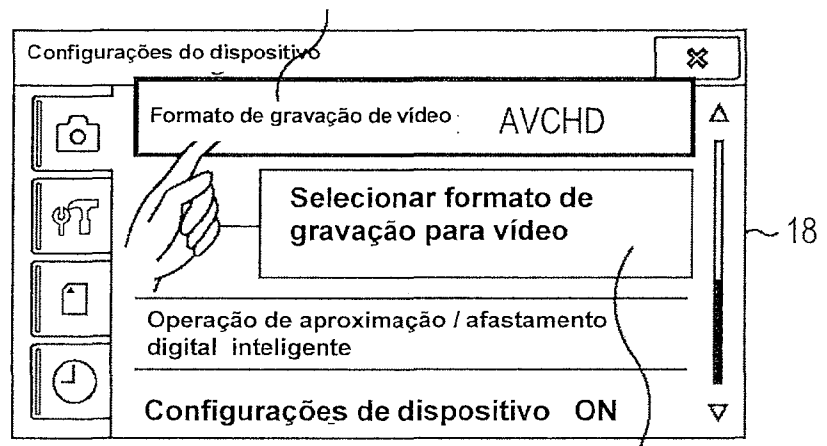 Configurações do dispositivo
Formato de gravação de vídeo : AVCHD
Selecionar formato de
gravação para vídeo
18
Operação de aproximação / afastamento
digital inteligente
Configurações de dispositivo ON